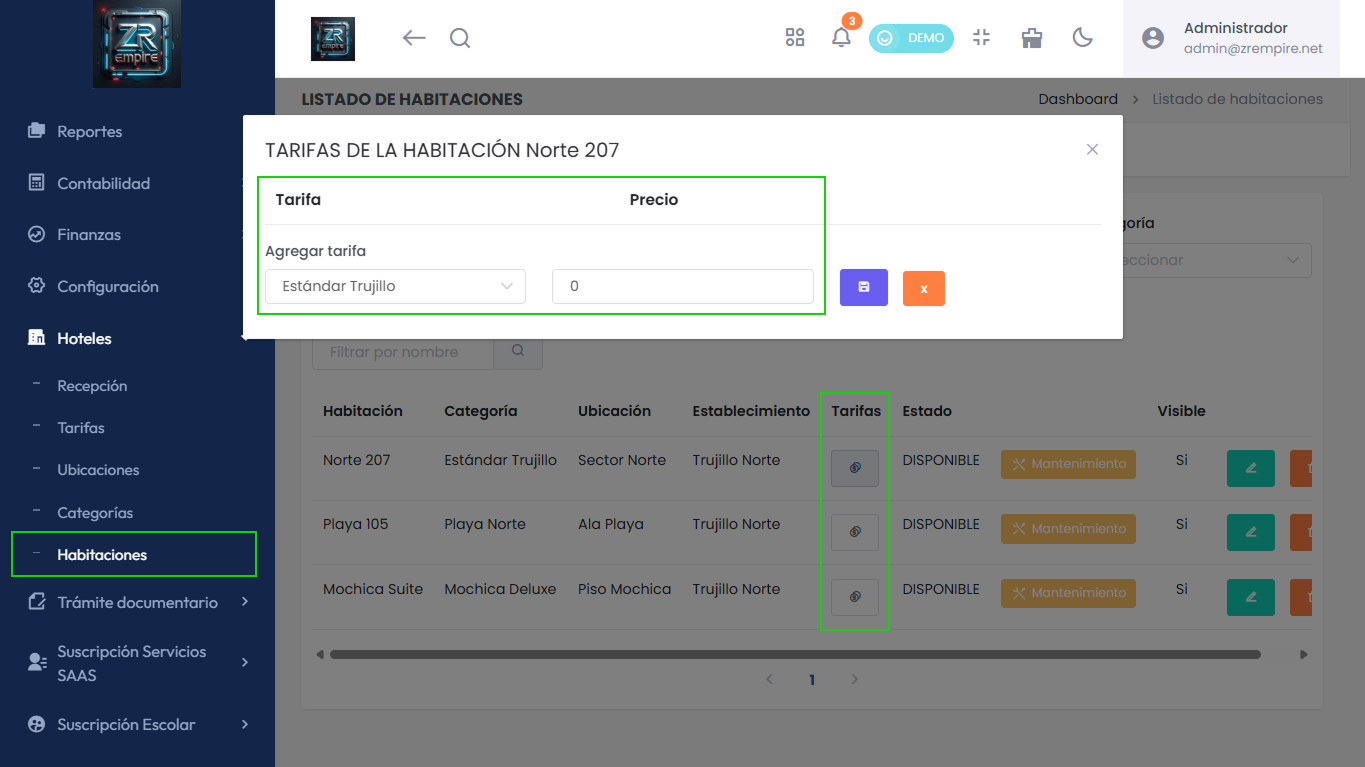 ZR
empire
Reportes
Contabilidad
Finanzas
Configuración
Hoteles
Recepción
Tarifas
Ubicaciones
Categorías
Habitaciones
Trámite documentario
Suscripción Servicios
SAAS
Suscripción Escolar
ZR
empire
3
DEMO
Administrador
admin@zrempire.net
LISTADO DE HABITACIONES
Dashboard > Listado de habitaciones
TARIFAS DE LA HABITACIÓN Norte 207
Tarifa Precio
Agregar tarifa
Estándar Trujillo 0 x
goría
eccionar
Filtrar por nombre
Habitación Categoría Ubicación Establecimiento Tarifas Estado Visible
Norte 207 Estándar Trujillo Sector Norte Trujillo Norte DISPONIBLE Mantenimiento Si
Playa 105 Playa Norte Ala Playa Trujillo Norte DISPONIBLE Mantenimiento Si
Mochica Suite Mochica Deluxe Piso Mochica Trujillo Norte DISPONIBLE Mantenimiento Si
1